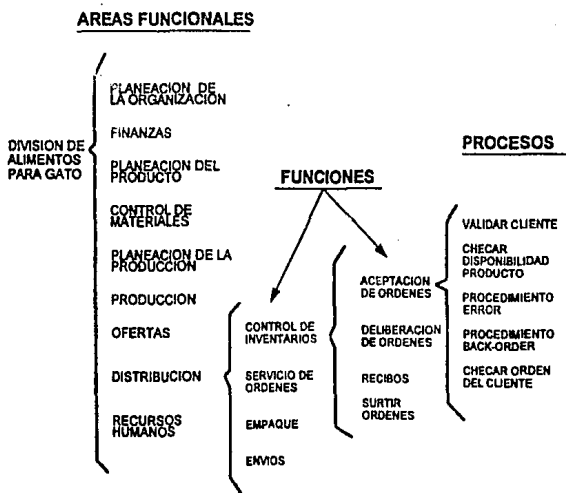 AREAS FUNCIONALES
DIVISION DE
ALIMENTOS
PARA GATO
PLANEACION DE
LA ORGANIZACIÓN
FINANZAS
PLANEACION DEL
PRODUCTO
CONTROL DE
MATERIALES
PLANEACION DE LA
PRODUCCION
PRODUCCION
OFERTAS
DISTRIBUCION
RECURSOS
HUMANOS
FUNCIONES
CONTROL DE
INVENTARIOS
SERVICIO DE
ORDENES
EMPAQUE
ENVIOS
ACEPTACION
DE ORDENES
DELIBERACION
DE ORDENES
RECIBOS
SURTIR
ORDENES
PROCESOS
VALIDAR CLIENTE
CHECAR
DISPONIBILIDAD
PRODUCTO
PROCEDIMIENTO
ERROR
PROCEDIMIENTO
BACK-ORDER
CHECAR ORDEN
DEL CLIENTE